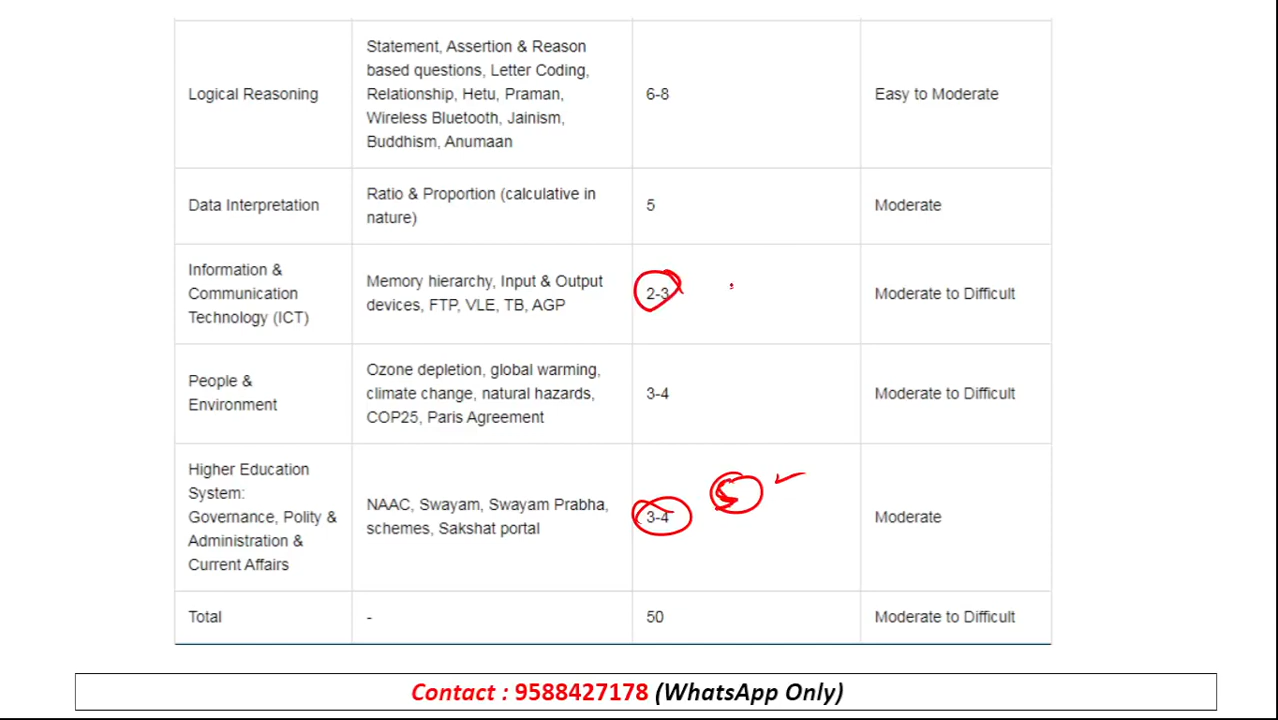 Logical Reasoning
Statement, Assertion & Reason
based questions, Letter Coding,
Relationship, Hetu, Praman,
Wireless Bluetooth, Jainism,
Buddhism, Anumaan
6-8
Easy to Moderate
Data Interpretation
Ratio & Proportion (calculative in
nature)
5
Moderate
Information &
Communication
Technology (ICT)
Memory hierarchy, Input & Output
devices, FTP, VLE, TB, AGP
2-3
Moderate to Difficult
People &
Environment
Ozone depletion, global warming,
climate change, natural hazards,
COP25, Paris Agreement
3-4
Moderate to Difficult
Higher Education
System:
Governance, Polity &
Administration &
Current Affairs
NAAC, Swayam, Swayam Prabha,
schemes, Sakshat portal
3-4
5
Moderate
Total
-
50
Moderate to Difficult
Contact : 9588427178 (WhatsApp Only)